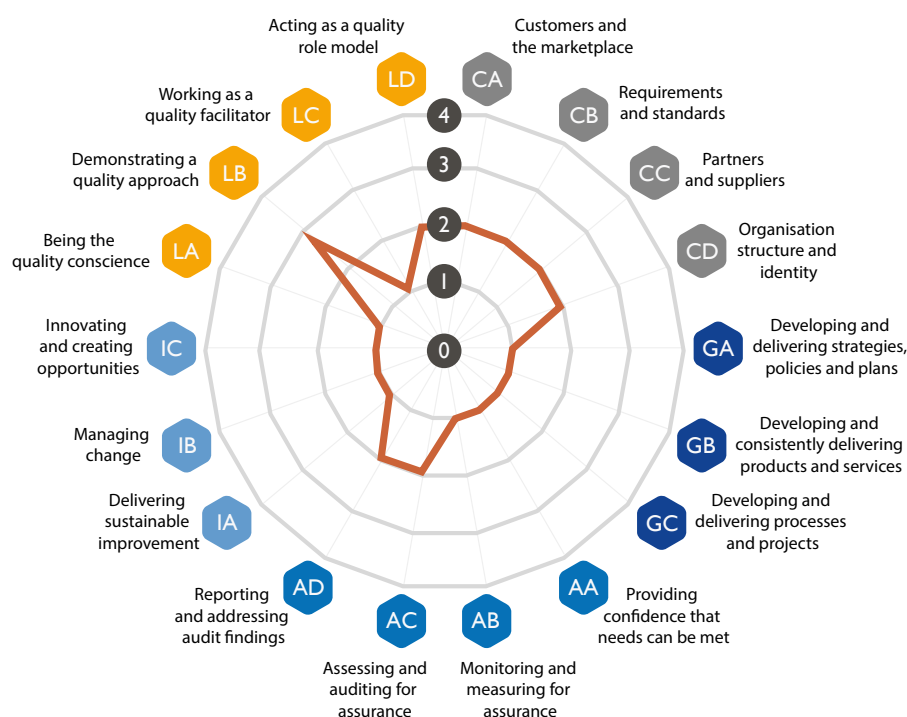 Acting as a quality
role model
LD
Customers and
the marketplace
CA
Requirements
and standards
CB
Partners
and suppliers
CC
Organisation
structure and
identity
CD
Developing and
delivering strategies,
policies and plans
GA
Developing and
consistently delivering
products and services
GB
Developing and
delivering processes
and projects
GC
Providing
confidence that
needs can be met
AA
Monitoring and
measuring for
assurance
AB
Assessing and
auditing for
assurance
AC
Reporting
and addressing
audit findings
AD
Delivering
sustainable
improvement
IA
Managing
change
IB
Innovating
and creating
opportunities
IC
Being the
quality conscience
LA
Demonstrating a
quality approach
LB
Working as a
quality facilitator
LC
4
3
2
1
0